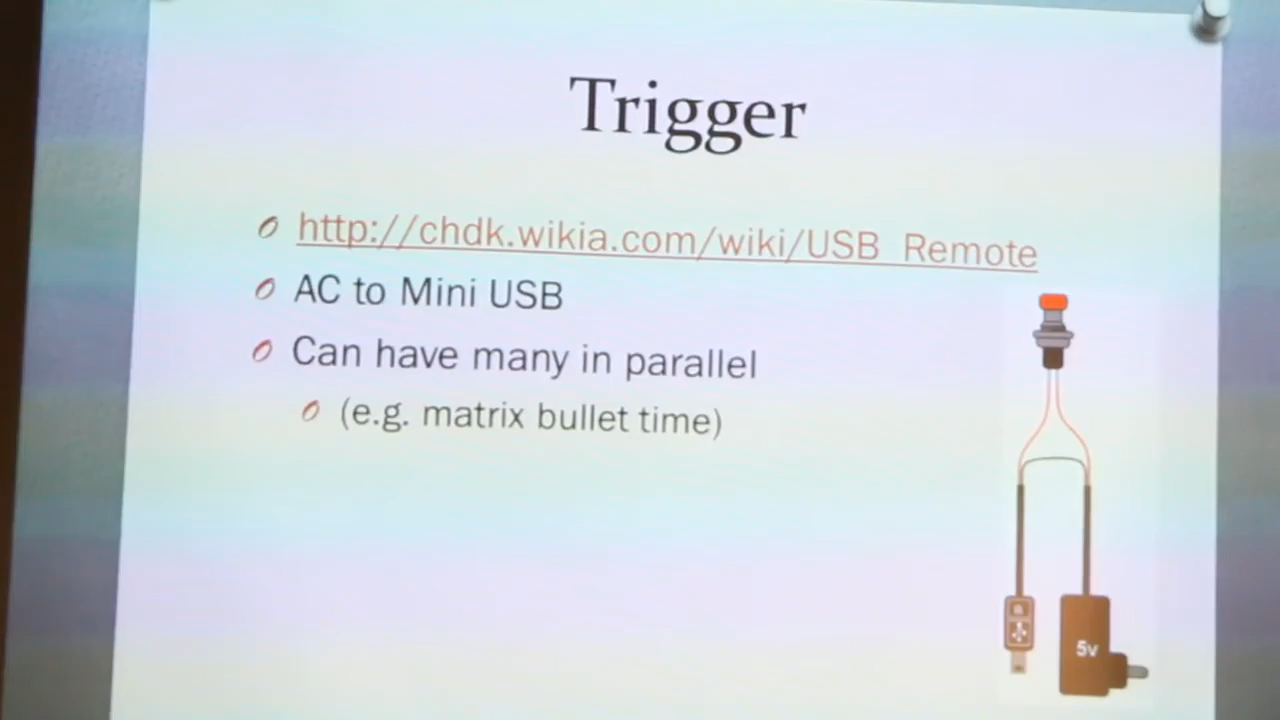 Trigger
http://chdk.wikia.com/wiki/USB_Remote
AC to Mini USB
Can have many in parallel
(e.g. matrix bullet time)
5v